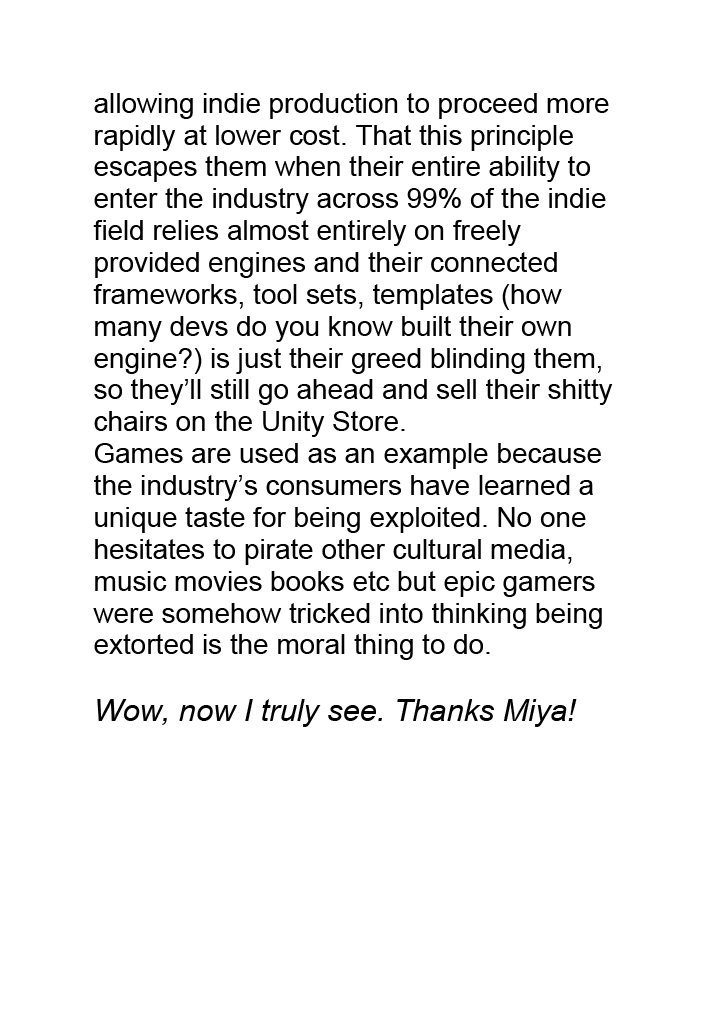 allowing indie production to proceed more
rapidly at lower cost. That this principle
escapes them when their entire ability to
enter the industry across 99% of the indie
field relies almost entirely on freely
provided engines and their connected
frameworks, tool sets, templates (how
many devs do you know built their own
engine?) is just their greed blinding them,
so they’ll still go ahead and sell their shitty
chairs on the Unity Store.
Games are used as an example because
the industry’s consumers have learned a
unique taste for being exploited. No one
hesitates to pirate other cultural media,
music movies books etc but epic gamers
were somehow tricked into thinking being
extorted is the moral thing to do.
Wow, now I truly see. Thanks Miya!